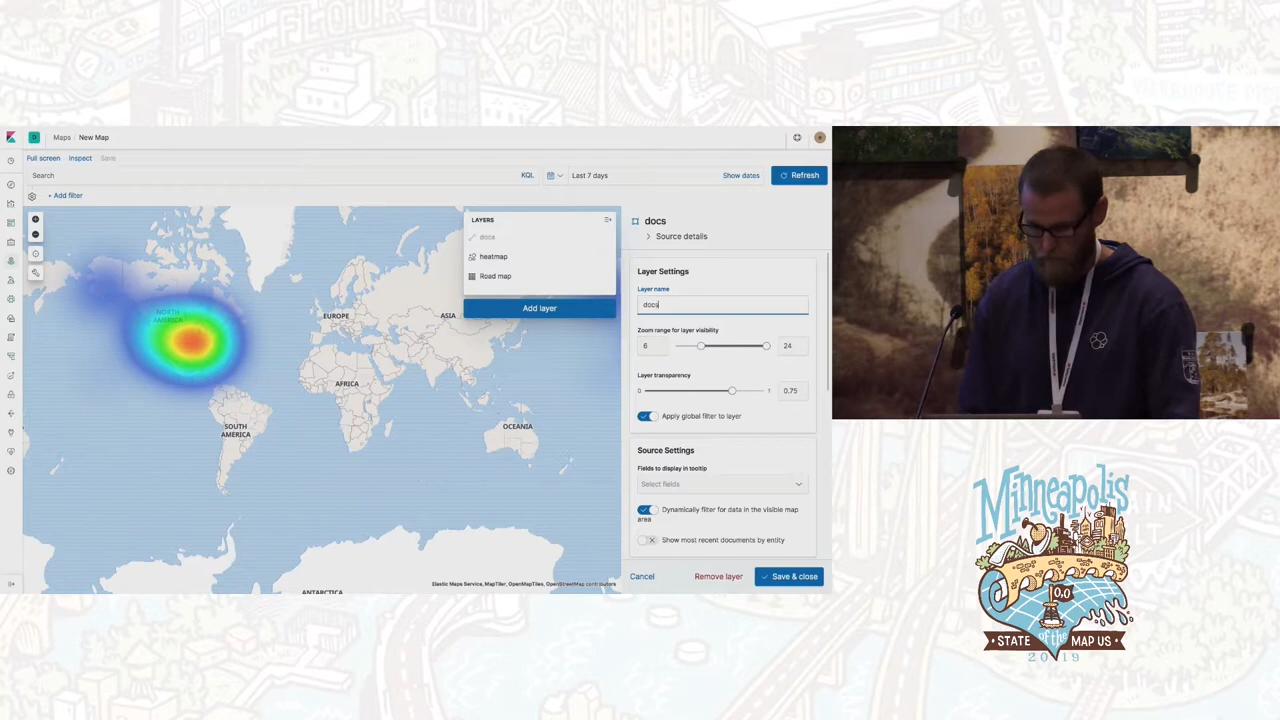 D
Maps / New Map
Full screen Inspect Save
Search KQL Last 7 days Show dates Refresh
+ Add filter
LAYERS
docs
heatmap
Road map
Add layer
NORTH
AMERICA
EUROPE
ASIA
AFRICA
SOUTH
AMERICA
OCEANIA
ANTARCTICA
Elastic Maps Service, MapTiler, OpenMapTiles, OpenStreetMap contributors
docs
Source details
Layer Settings
Layer name
docs
Zoom range for layer visibility
6 24
Layer transparency
0 1 0.75
Apply global filter to layer
Source Settings
Fields to display in tooltip
Select fields
Dynamically filter for data in the visible map
area
Show most recent documents by entity
Cancel Remove layer Save & close
Minneapolis
0,0
STATE of the MAP US
2019